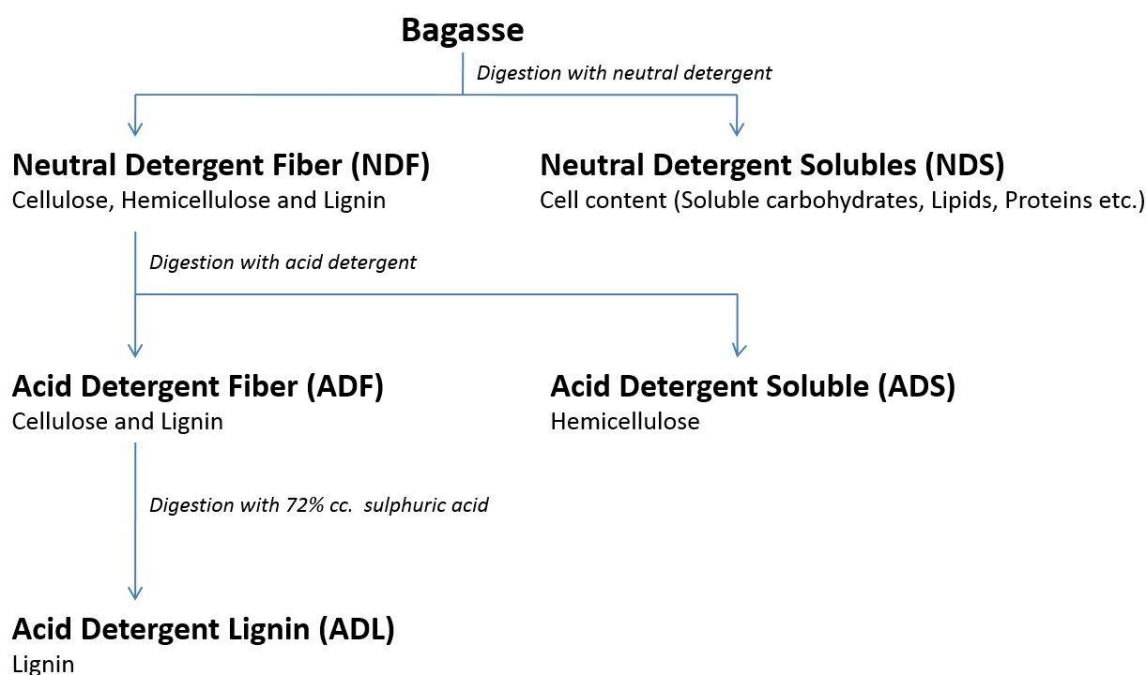 Bagasse
Digestion with neutral detergent
Neutral Detergent Fiber (NDF)
Cellulose, Hemicellulose and Lignin
Neutral Detergent Solubles (NDS)
Cell content (Soluble carbohydrates, Lipids, Proteins etc.)
Digestion with acid detergent
Acid Detergent Fiber (ADF)
Cellulose and Lignin
Acid Detergent Soluble (ADS)
Hemicellulose
Digestion with 72% cc. sulphuric acid
Acid Detergent Lignin (ADL)
Lignin